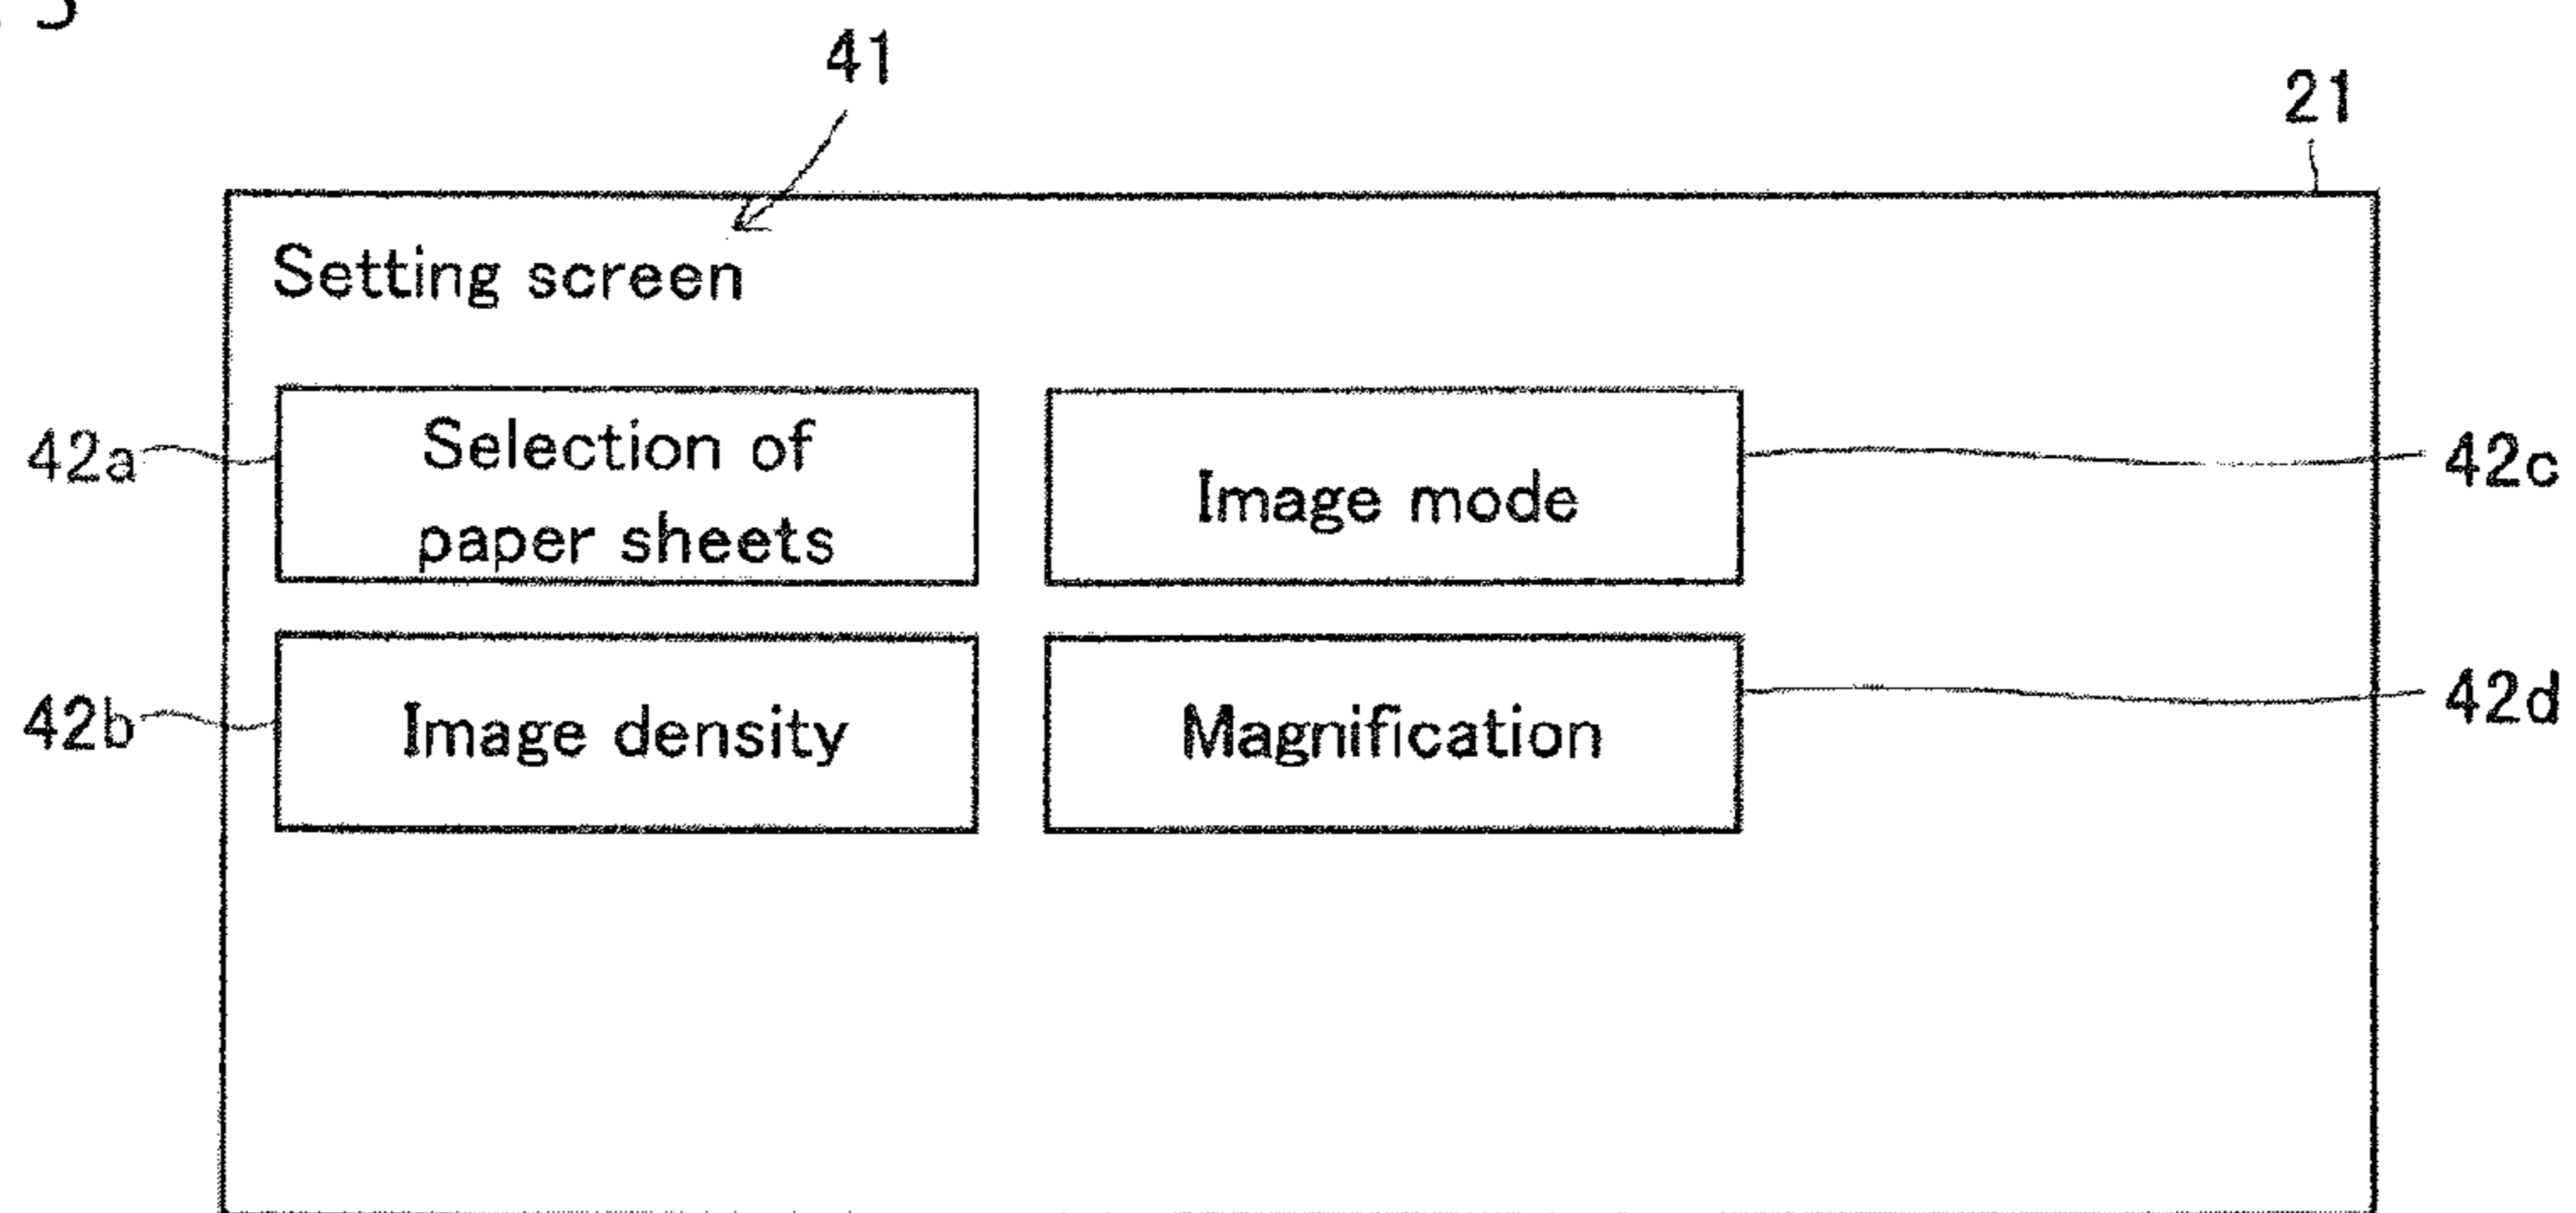 41
21
Setting screen
42a
Selection of
paper sheets
Image mode
42c
42b
Image density
Magnification
42d